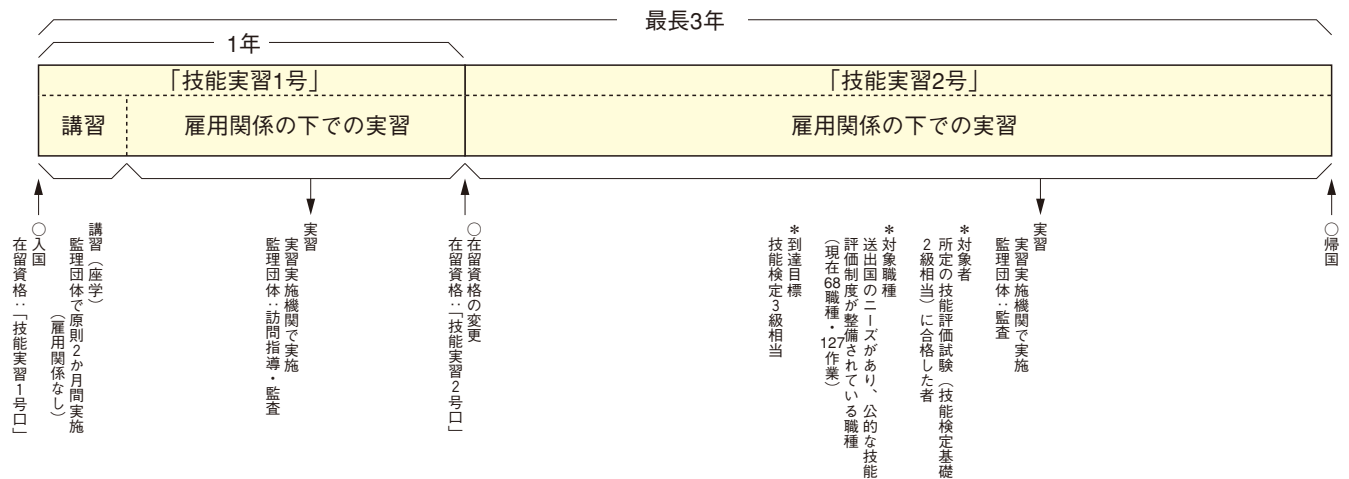 最長3年
1年
「技能実習1号」
「技能実習2号」
講習
雇用関係の下での実習
雇用関係の下での実習
○入国
在留資格：「技能実習1号ロ」
講習（座学）
監理団体で原則2か月間実施
（雇用関係なし）
実習
実習実施機関で実施
監理団体：訪問指導・監査
○在留資格の変更
在留資格：「技能実習2号ロ」
実習
実習実施機関で実施
監理団体：監査
＊対象者
所定の技能評価試験（技能検定基礎
2級相当）に合格した者
＊対象職種
送出国のニーズがあり、公的な技能
評価制度が整備されている職種
（現在68職種・127作業）
＊到達目標
技能検定3級相当
○帰国